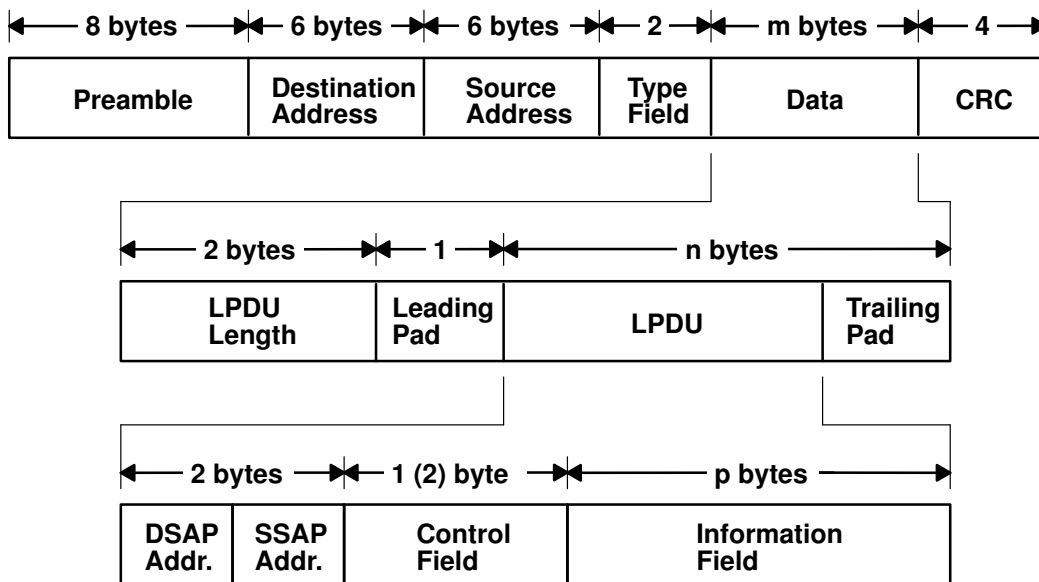 8 bytes 6 bytes 6 bytes 2 m bytes 4
Preamble Destination Address Source Address Type Field Data CRC
2 bytes 1 n bytes
LPDU Length Leading Pad LPDU Trailing Pad
2 bytes 1 (2) byte p bytes
DSAP Addr. SSAP Addr. Control Field Information Field